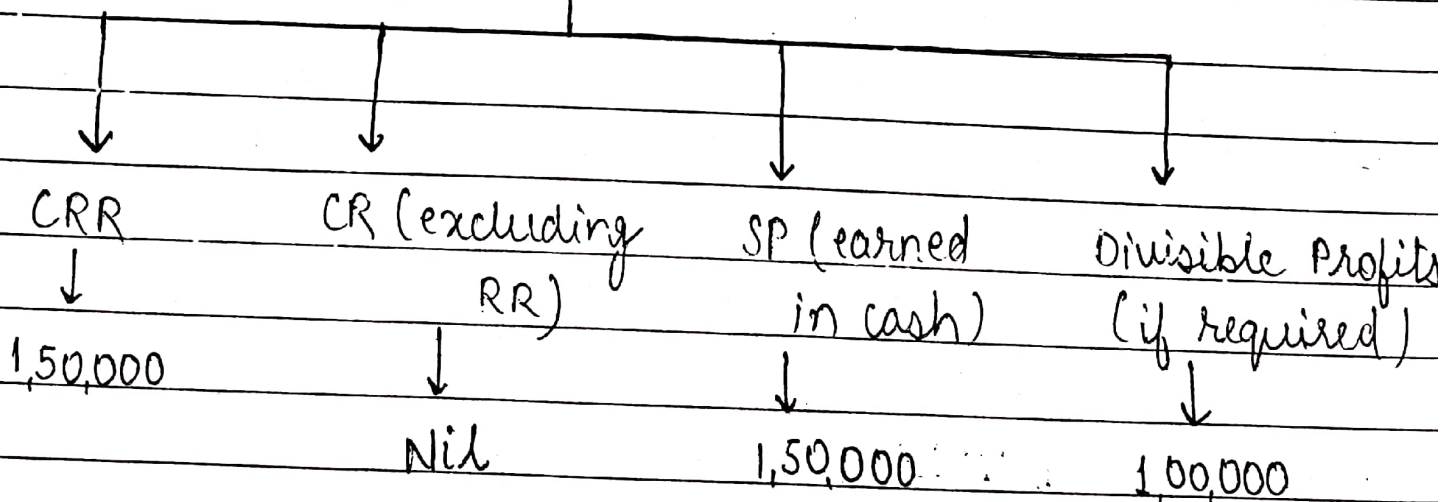 CRR
CR (excluding RR)
SP (earned in cash)
Divisible Profits (if required)
1,50,000
Nil
1,50,000
1,00,000